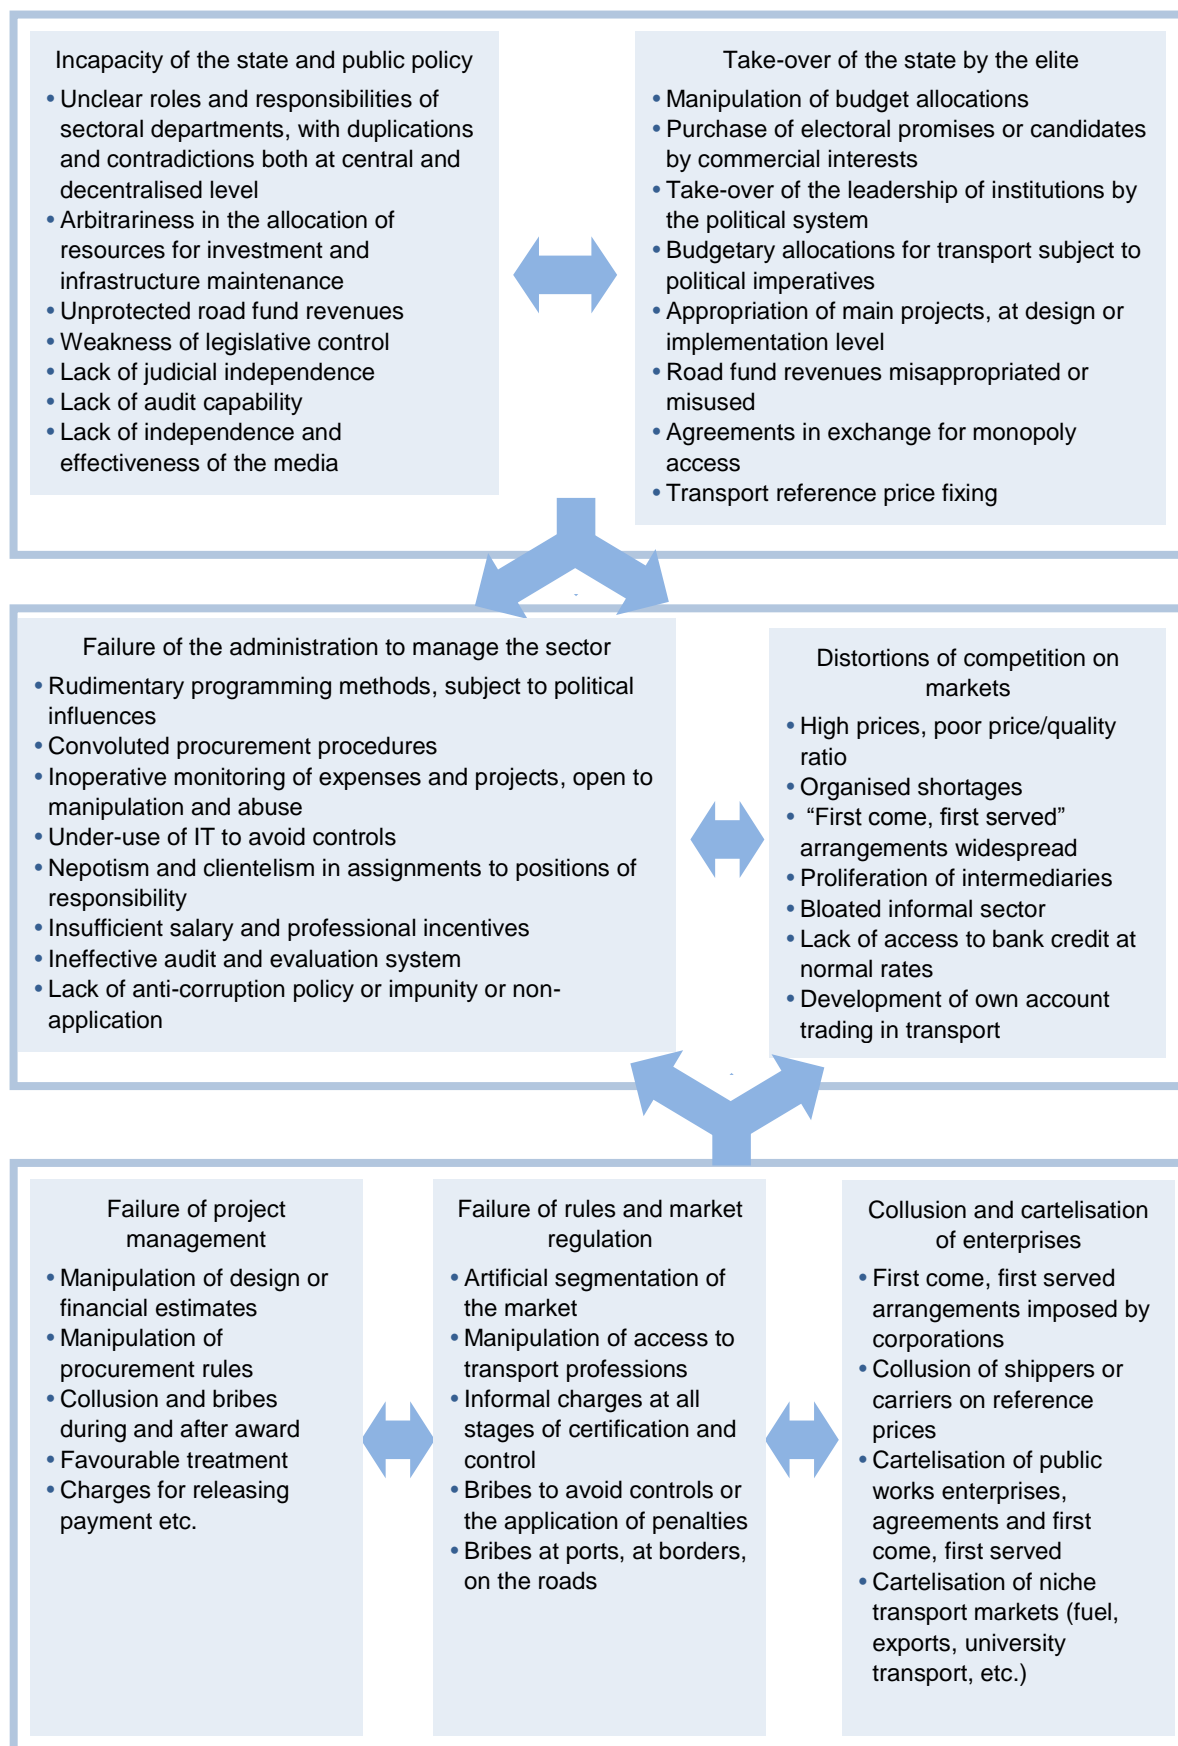 Incapacity of the state and public policy
• Unclear roles and responsibilities of
sectoral departments, with duplications
and contradictions both at central and
decentralised level
• Arbitrariness in the allocation of
resources for investment and
infrastructure maintenance
• Unprotected road fund revenues
• Weakness of legislative control
• Lack of judicial independence
• Lack of audit capability
• Lack of independence and
effectiveness of the media
Take-over of the state by the elite
• Manipulation of budget allocations
• Purchase of electoral promises or candidates
by commercial interests
• Take-over of the leadership of institutions by
the political system
• Budgetary allocations for transport subject to
political imperatives
• Appropriation of main projects, at design or
implementation level
• Road fund revenues misappropriated or
misused
• Agreements in exchange for monopoly
access
• Transport reference price fixing
Failure of the administration to manage the sector
• Rudimentary programming methods, subject to political
influences
• Convoluted procurement procedures
• Inoperative monitoring of expenses and projects, open to
manipulation and abuse
• Under-use of IT to avoid controls
• Nepotism and clientelism in assignments to positions of
responsibility
• Insufficient salary and professional incentives
• Ineffective audit and evaluation system
• Lack of anti-corruption policy or impunity or non-
application
Distortions of competition on
markets
• High prices, poor price/quality
ratio
• Organised shortages
• “First come, first served”
arrangements widespread
• Proliferation of intermediaries
• Bloated informal sector
• Lack of access to bank credit at
normal rates
• Development of own account
trading in transport
Failure of project
management
• Manipulation of design or
financial estimates
• Manipulation of
procurement rules
• Collusion and bribes
during and after award
• Favourable treatment
• Charges for releasing
payment etc.
Failure of rules and market
regulation
• Artificial segmentation of
the market
• Manipulation of access to
transport professions
• Informal charges at all
stages of certification and
control
• Bribes to avoid controls or
the application of penalties
• Bribes at ports, at borders,
on the roads
Collusion and cartelisation
of enterprises
• First come, first served
arrangements imposed by
corporations
• Collusion of shippers or
carriers on reference
prices
• Cartelisation of public
works enterprises,
agreements and first
come, first served
• Cartelisation of niche
transport markets (fuel,
exports, university
transport, etc.)